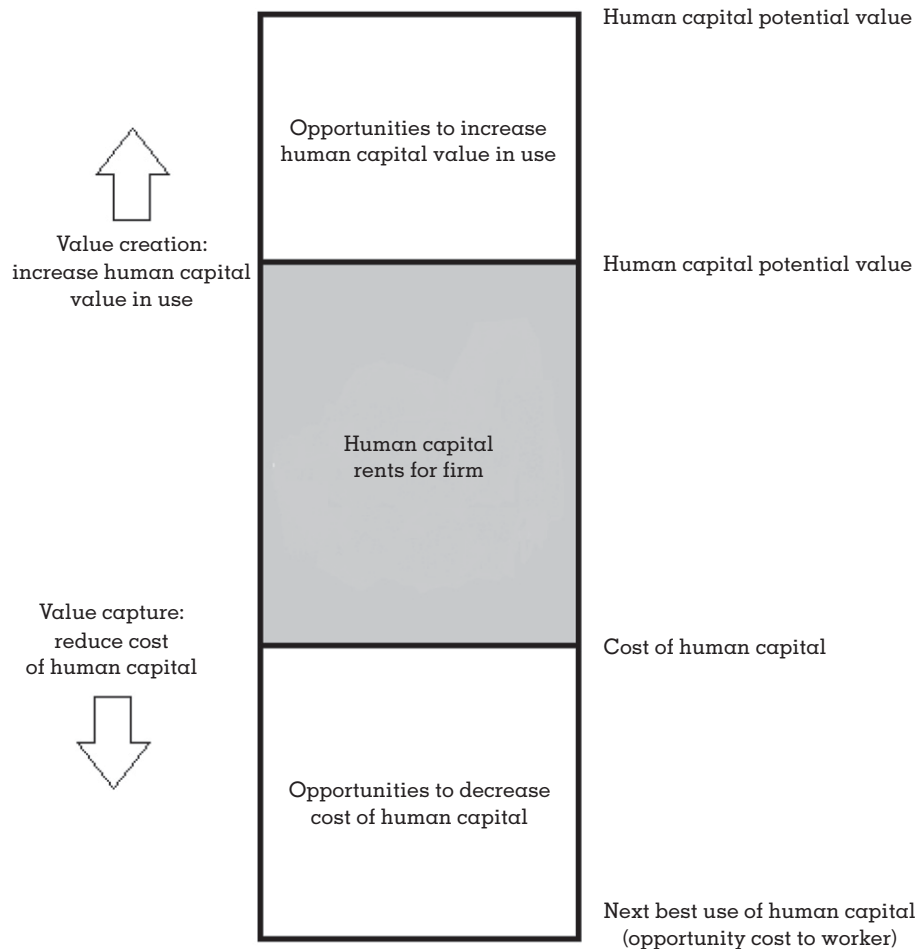 Human capital potential value
Opportunities to increase
human capital value in use
Value creation:
increase human capital
value in use
Human capital potential value
Human capital
rents for firm
Value capture:
reduce cost
of human capital
Cost of human capital
Opportunities to decrease
cost of human capital
Next best use of human capital
(opportunity cost to worker)